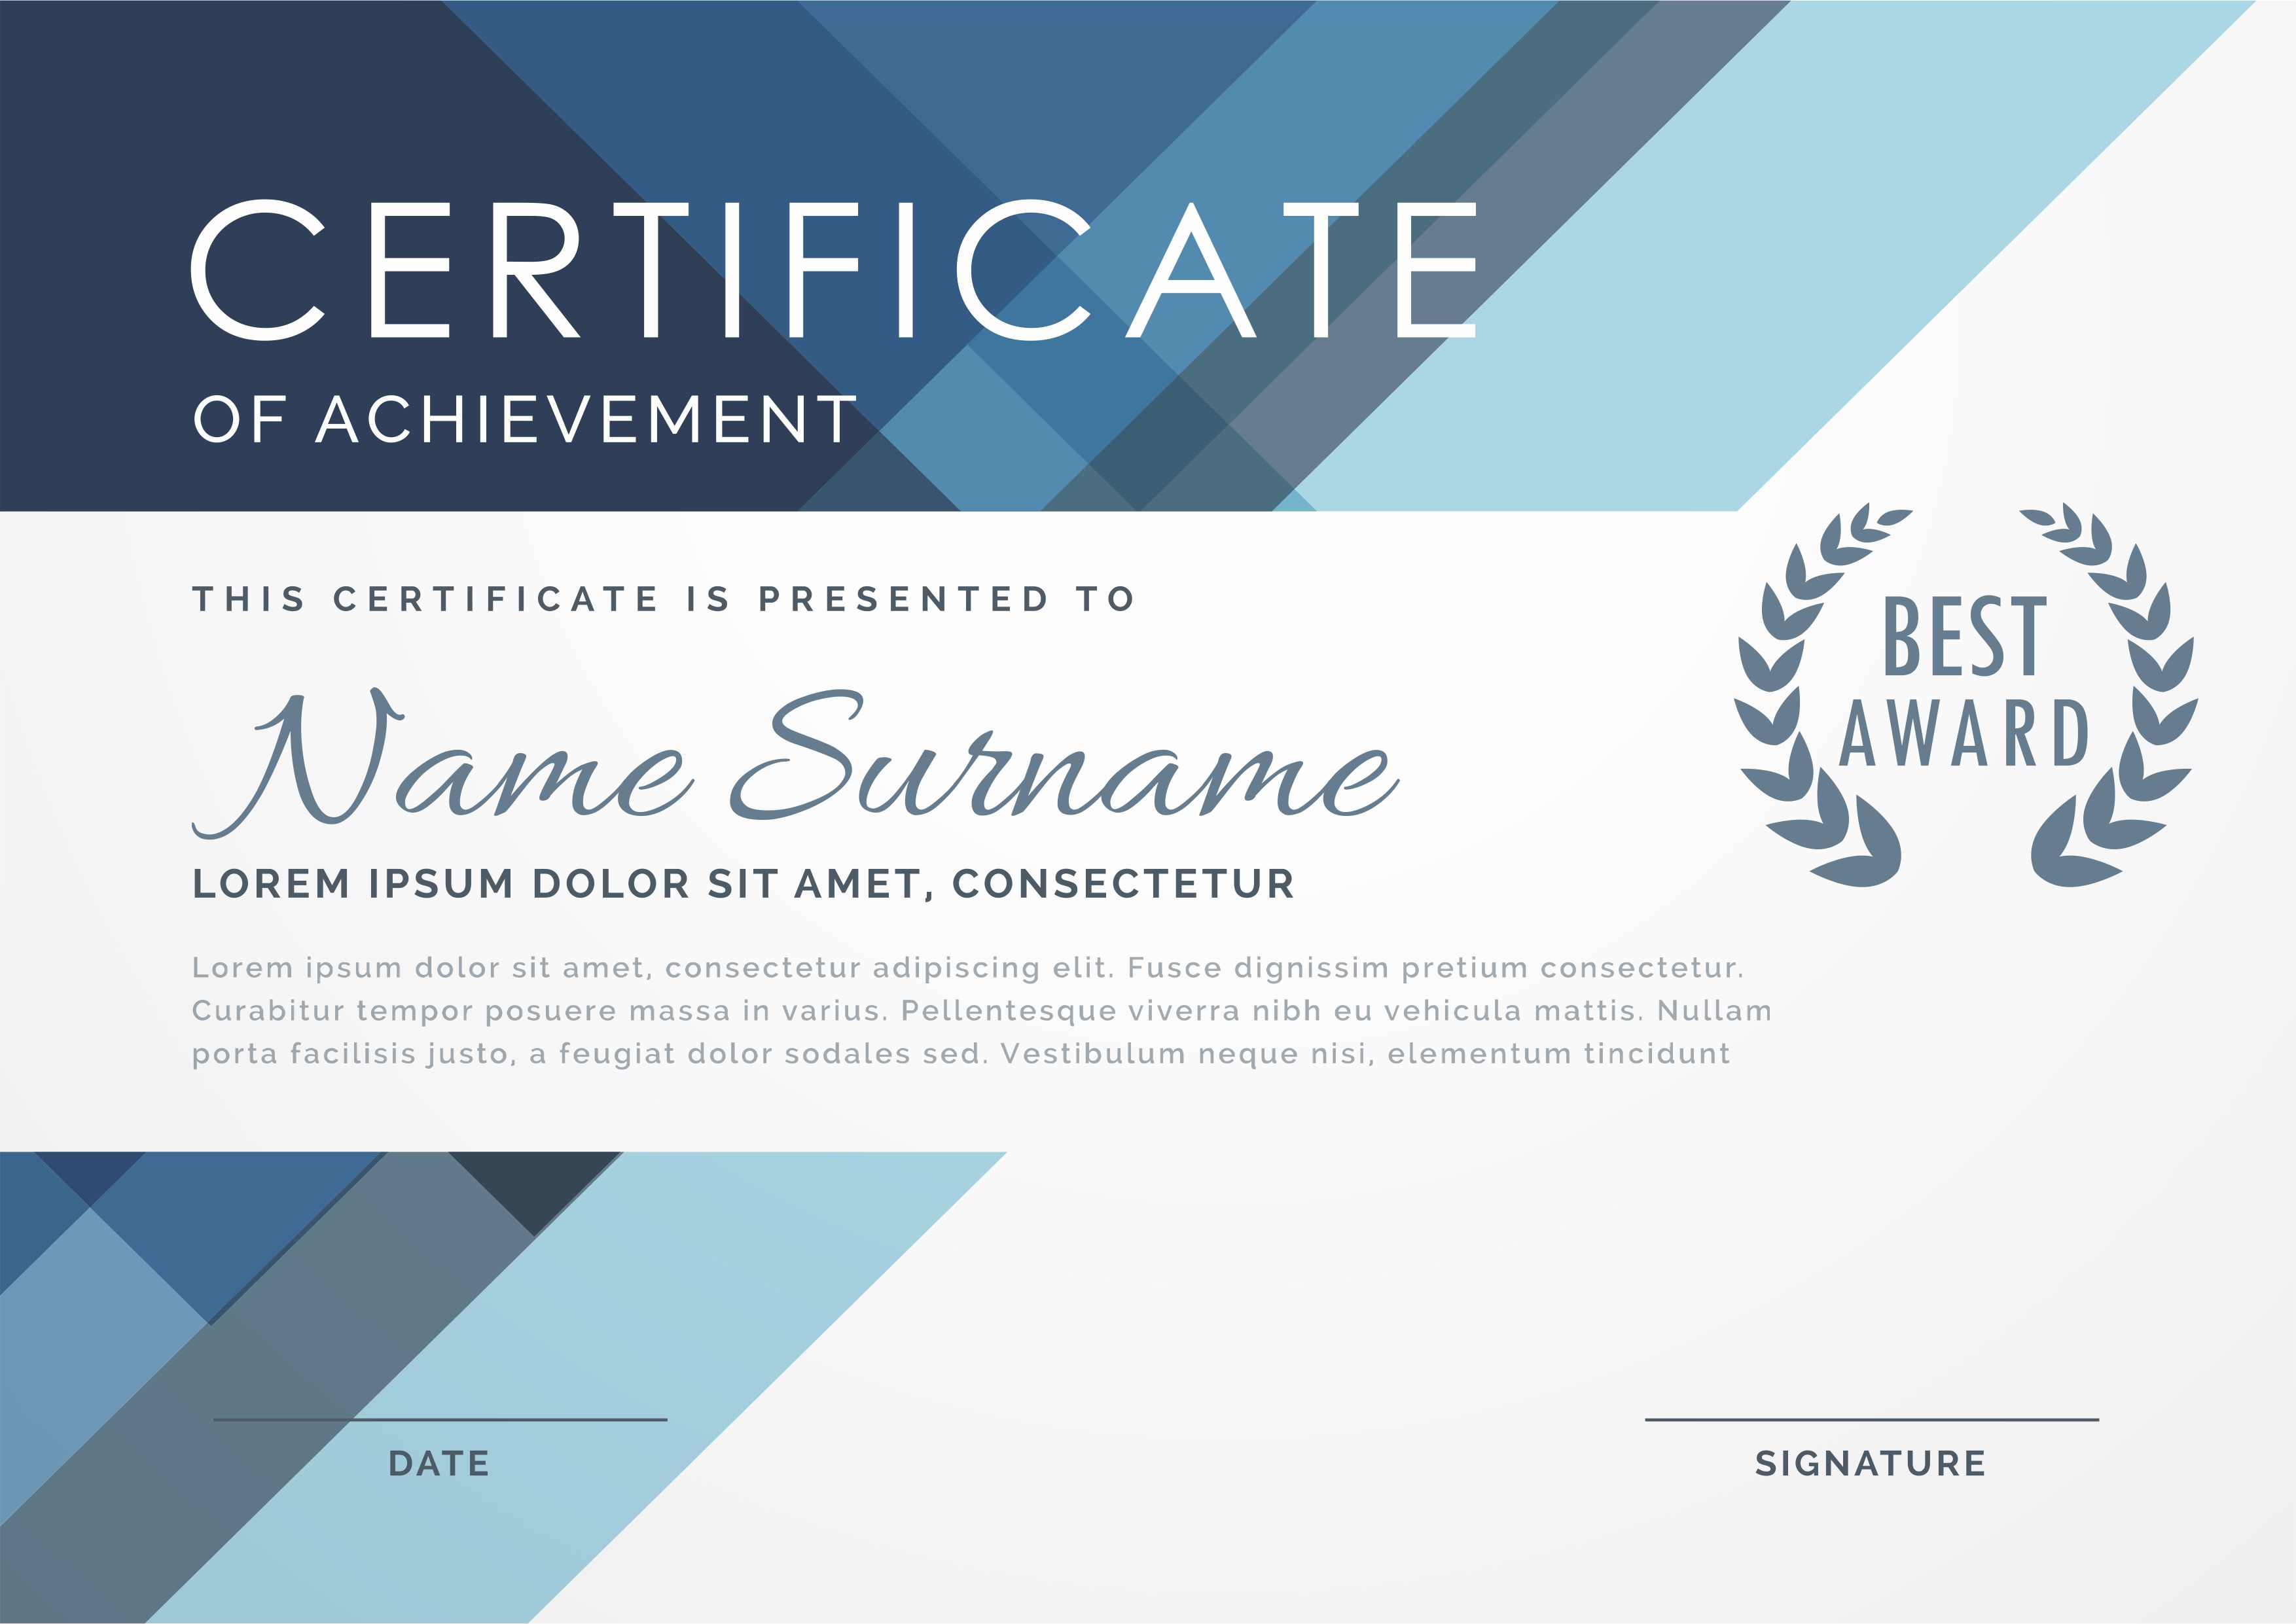 CERTIFICATE
OF ACHIEVEMENT
THIS CERTIFICATE IS PRESENTED TO
BEST
AWARD
Name Surname
LOREM IPSUM DOLOR SIT AMET, CONSECTETUR
Lorem ipsum dolor sit amet, consectetur adipiscing elit. Fusce dignissim pretium consectetur.
Curabitur tempor posuere massa in varius. Pellentesque viverra nibh eu vehicula mattis. Nullam
porta facilisis justo, a feugiat dolor sodales sed. Vestibulum neque nisi, elementum tincidunt
DATE
SIGNATURE